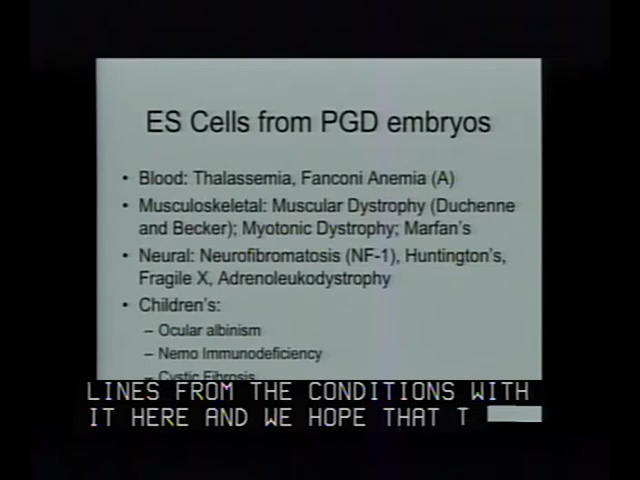 ES Cells from PGD embryos
• Blood: Thalassemia, Fanconi Anemia (A)
• Musculoskeletal: Muscular Dystrophy (Duchenne
and Becker); Myotonic Dystrophy; Marfan's
• Neural: Neurofibromatosis (NF-1), Huntington's,
Fragile X, Adrenoleukodystrophy
• Children's:
– Ocular albinism
– Nemo Immunodeficiency
– Cystic Fibrosis
LINES FROM THE CONDITIONS WITH
IT HERE AND WE HOPE THAT T